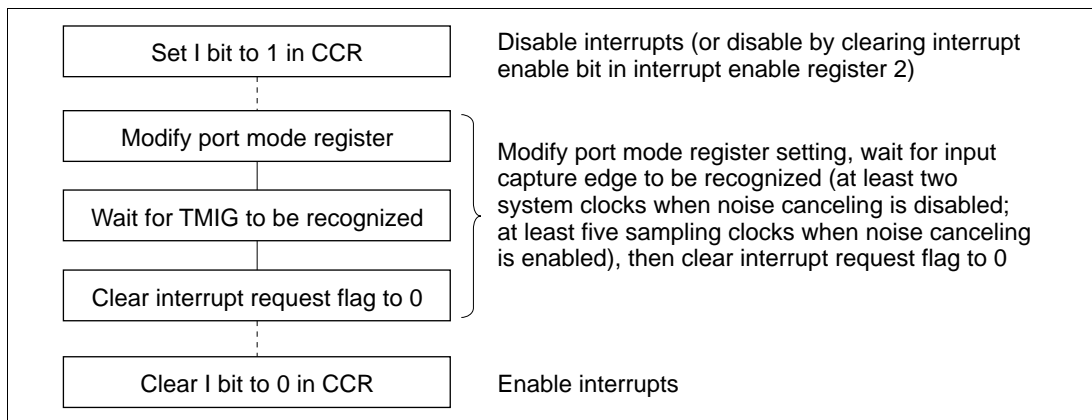 Set I bit to 1 in CCR
Disable interrupts (or disable by clearing interrupt
enable bit in interrupt enable register 2)
Modify port mode register
Wait for TMIG to be recognized
Clear interrupt request flag to 0
Modify port mode register setting, wait for input
capture edge to be recognized (at least two
system clocks when noise canceling is disabled;
at least five sampling clocks when noise canceling
is enabled), then clear interrupt request flag to 0
Clear I bit to 0 in CCR
Enable interrupts